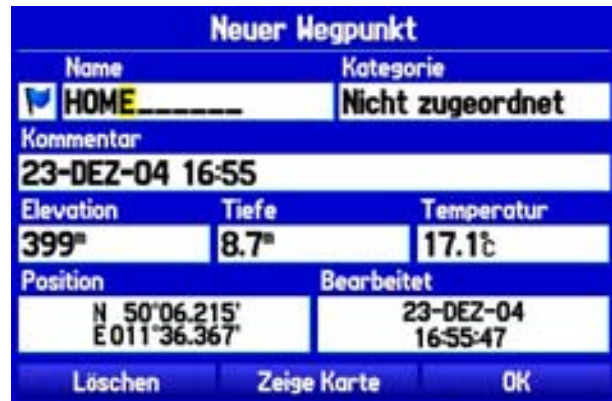 Neuer Wegpunkt
Name Kategorie
HOME______ Nicht zugeordnet
Kommentar
23-DEZ-04 16:55
Elevation Tiefe Temperatur
399m 8.7m 17.1°C
Position Bearbeitet
N 50°06.215' 23-DEZ-04
E 011°36.367' 16:55:47
Löschen Zeige Karte OK